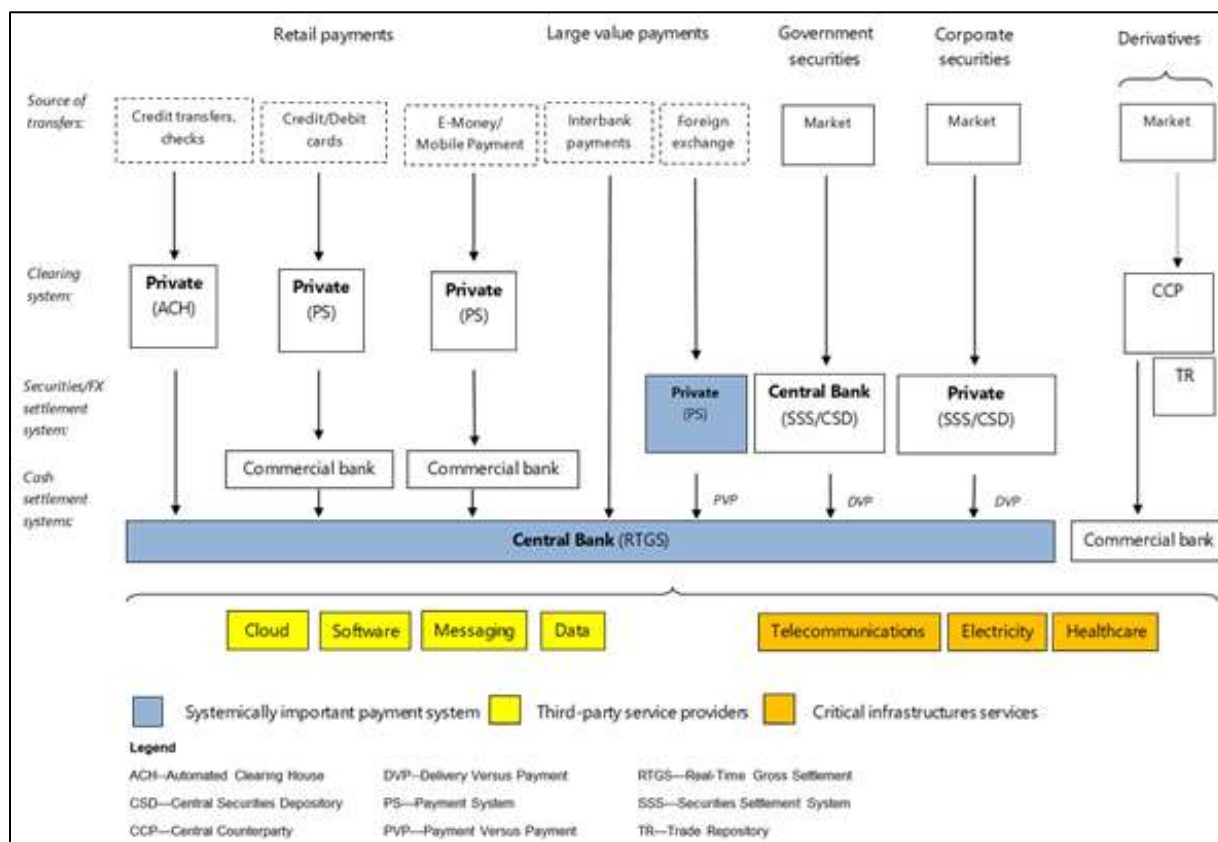 Retail payments
Large value payments
Government
securities
Corporate
securities
Derivatives
Source of
transfers:
Credit transfers,
checks
Credit/Debit
cards
E-Money/
Mobile Payment
Interbank
payments
Foreign
exchange
Market
Market
Market
Clearing
system:
Private
(ACH)
Private
(PS)
Private
(PS)
CCP
TR
Securities/FX
settlement
system:
Private
(PS)
Central Bank
(SSS/CSD)
Private
(SSS/CSD)
Cash
settlement
systems:
Commercial bank
Commercial bank
PVP
DVP
DVP
Central Bank (RTGS)
Commercial bank
Cloud
Software
Messaging
Data
Telecommunications
Electricity
Healthcare
Systemically important payment system
Third-party service providers
Critical infrastructures services
Legend
ACH—Automated Clearing House
DVP—Delivery Versus Payment
RTGS—Real-Time Gross Settlement
CSD—Central Securities Depository
PS—Payment System
SSS—Securities Settlement System
CCP—Central Counterparty
PVP—Payment Versus Payment
TR—Trade Repository